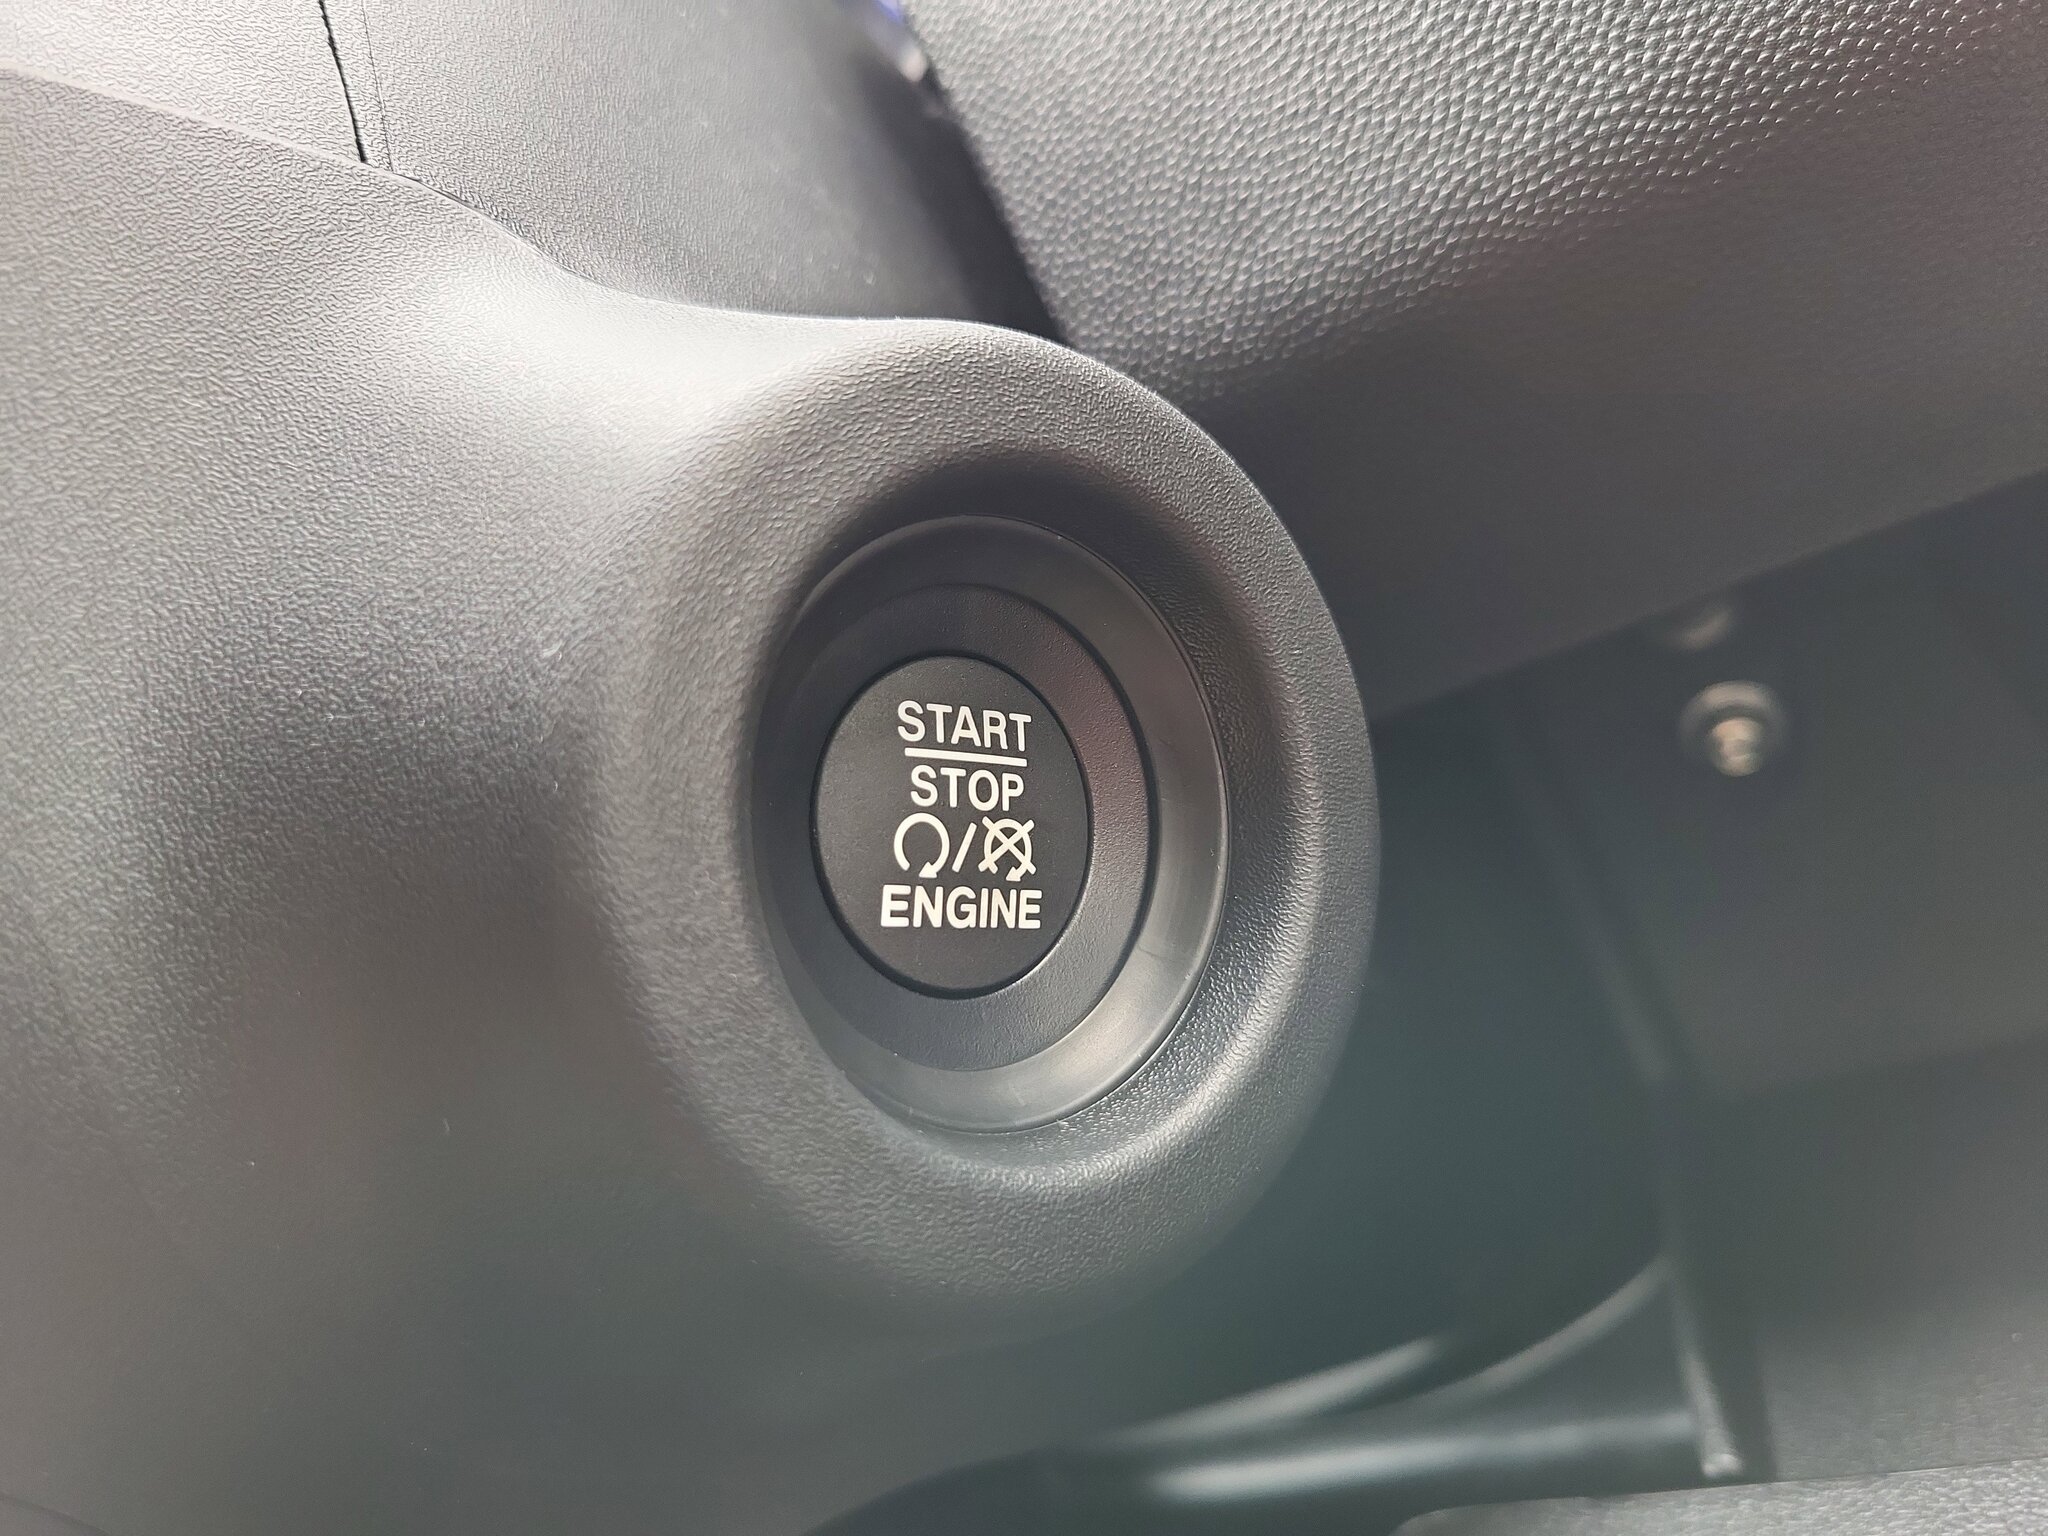 START
STOP
/
ENGINE